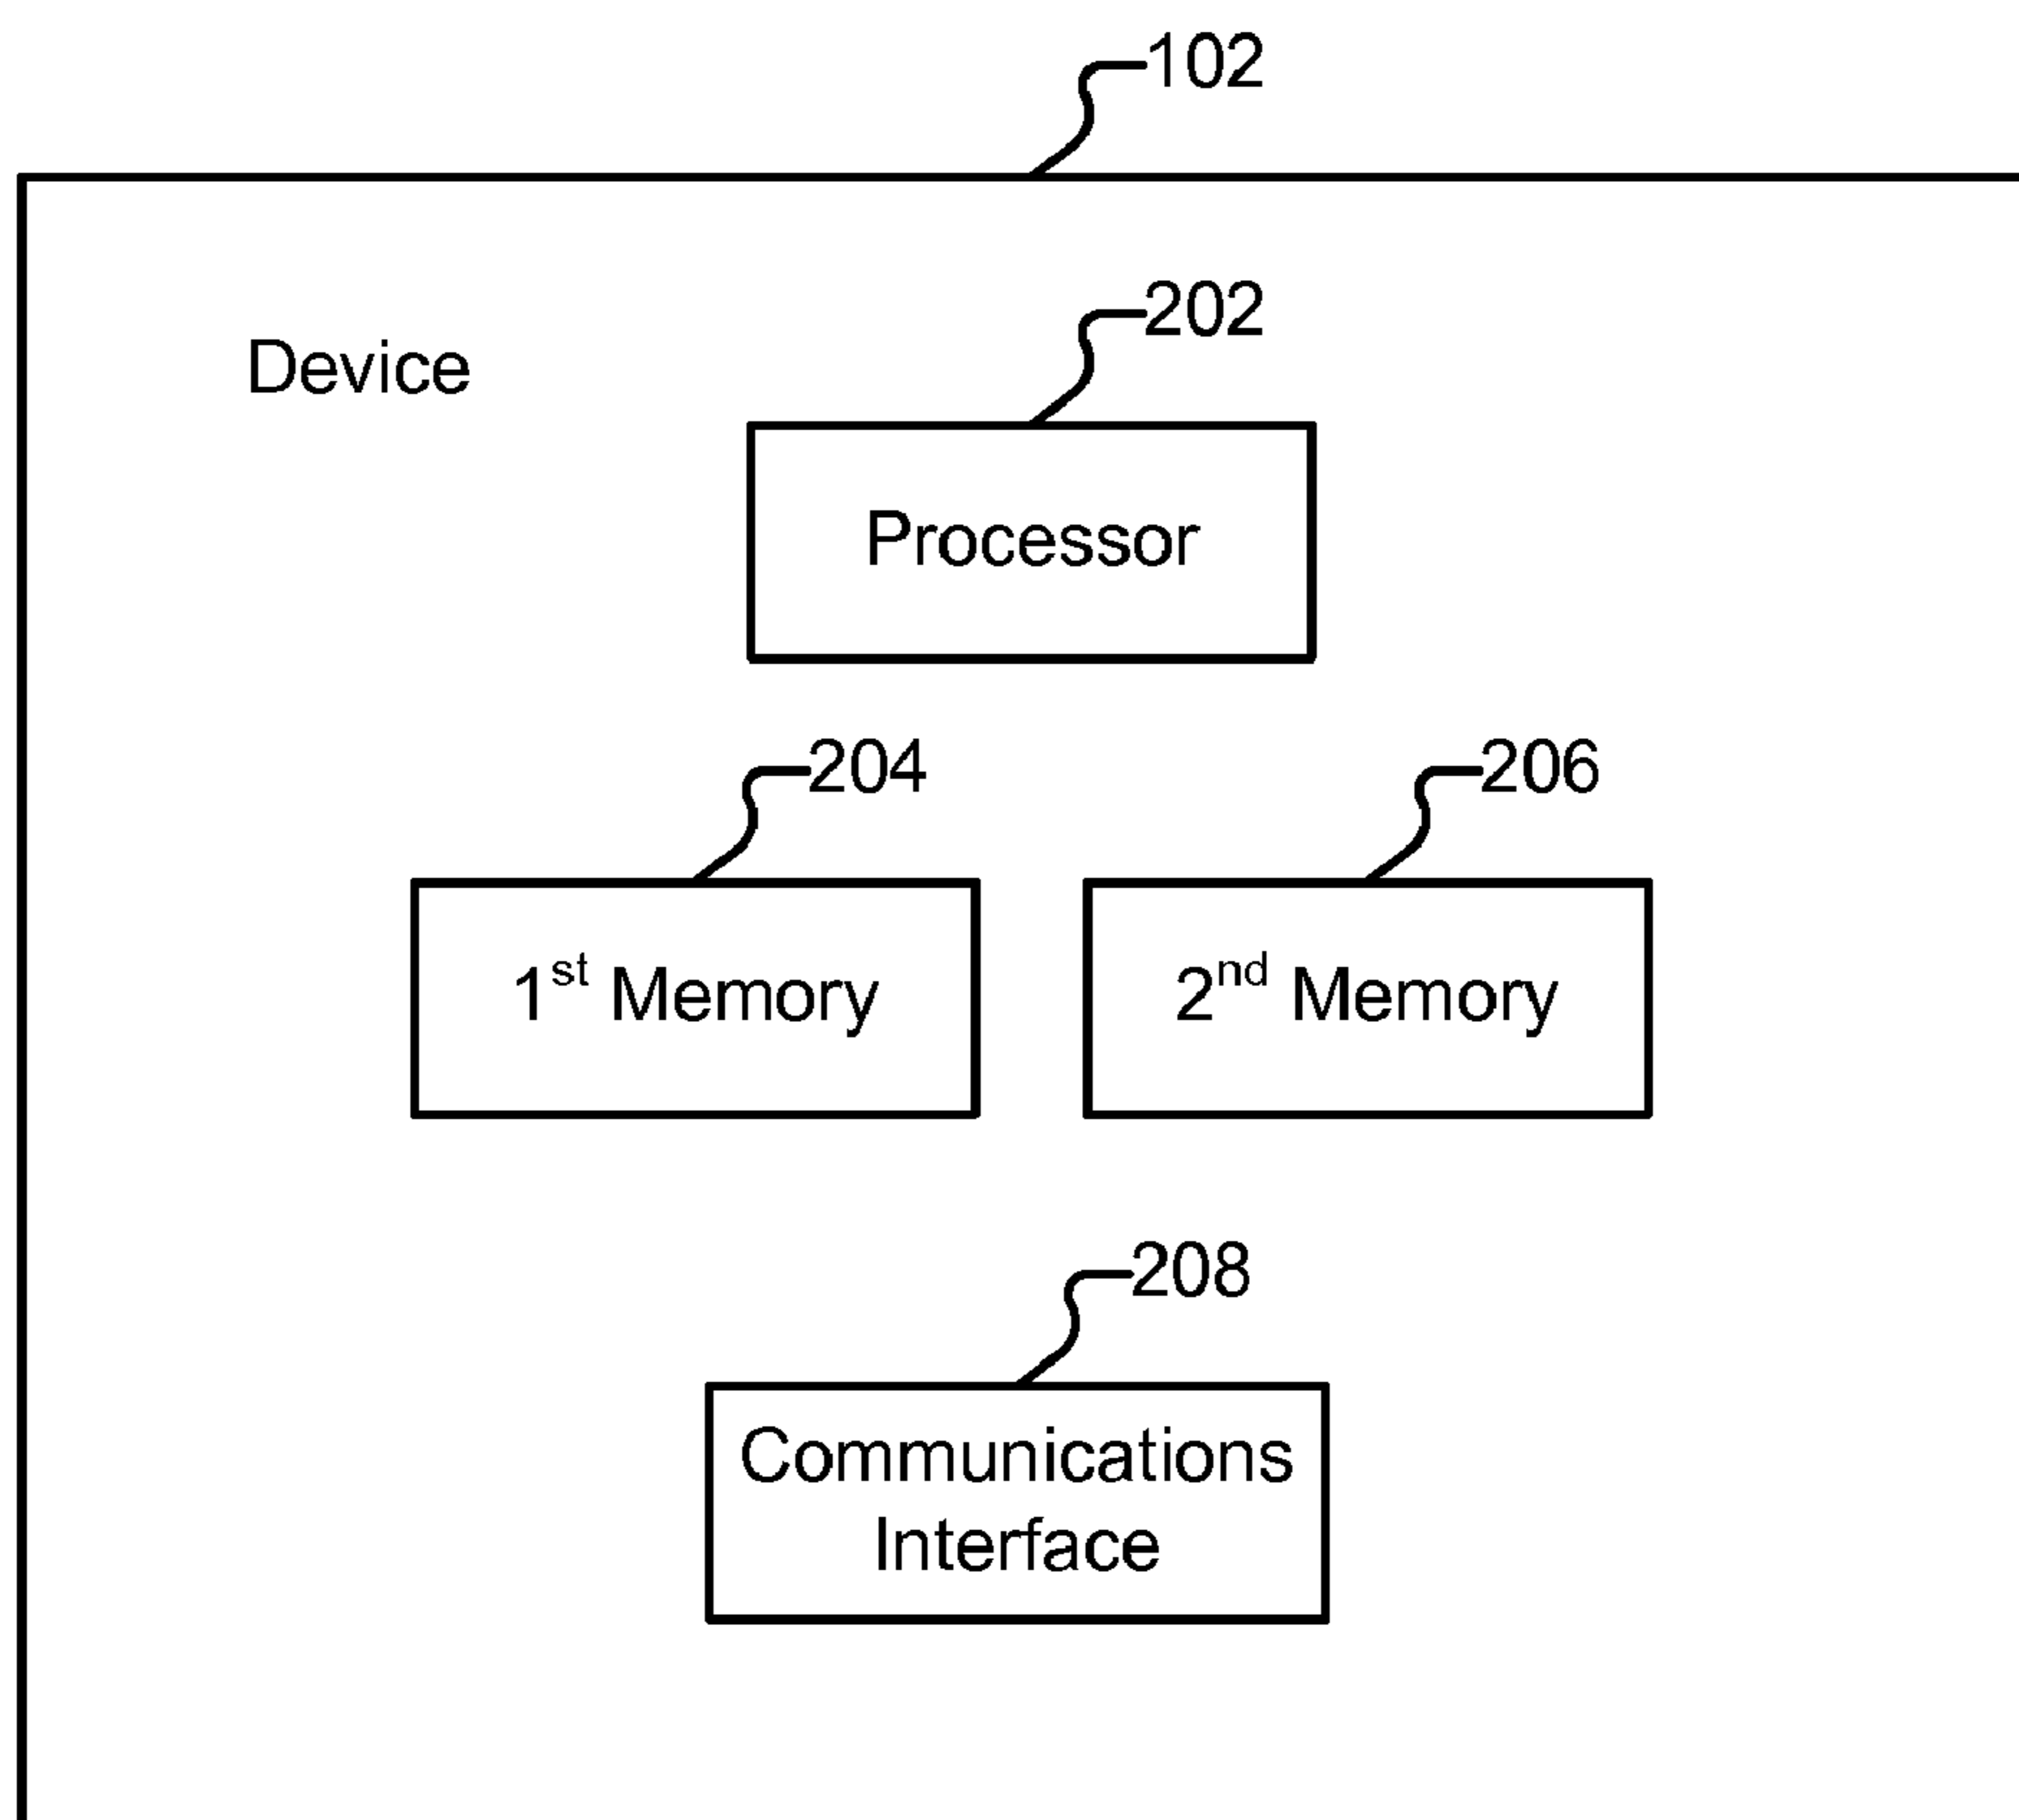 102
202
Device
Processor
204
206
1st Memory
2nd Memory
208
Communications
Interface